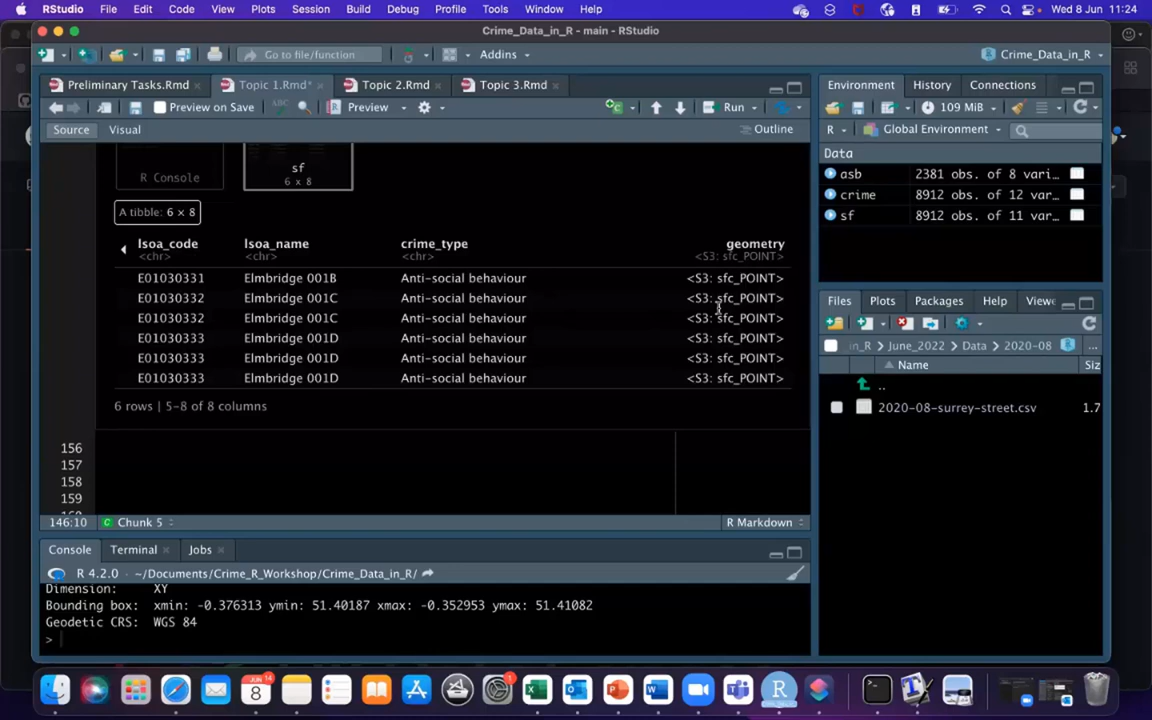 RStudio File Edit Code View Plots Session Build Debug Profile Tools Window Help Wed 8 Jun 11:24
Crime_Data_in_R - main - RStudio
Go to file/function Addins Crime_Data_in_R
Preliminary Tasks.Rmd Topic 1.Rmd* Topic 2.Rmd Topic 3.Rmd
Preview on Save Preview Run
Source Visual Outline
R Console
sf
6 x 8
A tibble: 6 × 8
lsoa_code lsoa_name crime_type geometry
<chr> <chr> <chr> <S3: sfc_POINT>
E01030331 Elmbridge 001B Anti-social behaviour <S3: sfc_POINT>
E01030332 Elmbridge 001C Anti-social behaviour <S3: sfc_POINT>
E01030332 Elmbridge 001C Anti-social behaviour <S3: sfc_POINT>
E01030333 Elmbridge 001D Anti-social behaviour <S3: sfc_POINT>
E01030333 Elmbridge 001D Anti-social behaviour <S3: sfc_POINT>
E01030333 Elmbridge 001D Anti-social behaviour <S3: sfc_POINT>
6 rows | 5-8 of 8 columns
156
157
158
159
146:10 Chunk 5 R Markdown
Console Terminal Jobs
R 4.2.0 · ~/Documents/Crime_R_Workshop/Crime_Data_in_R/
Dimension: XY
Bounding box: xmin: -0.376313 ymin: 51.40187 xmax: -0.352953 ymax: 51.41082
Geodetic CRS: WGS 84
>
Environment History Connections
109 MiB
R Global Environment
Data
asb 2381 obs. of 8 vari…
crime 8912 obs. of 12 var…
sf 8912 obs. of 11 var…
Files Plots Packages Help Viewe
_in_R June_2022 Data 2020-08 ...
Name Siz
..
2020-08-surrey-street.csv 1.7
JUN 14
8
1